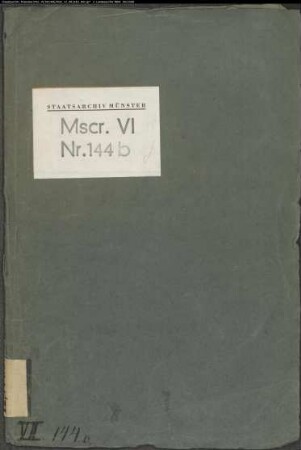 STAATSARCHIV MÜNSTER
Mscr. VI
Nr. 144 b
VI 144 b